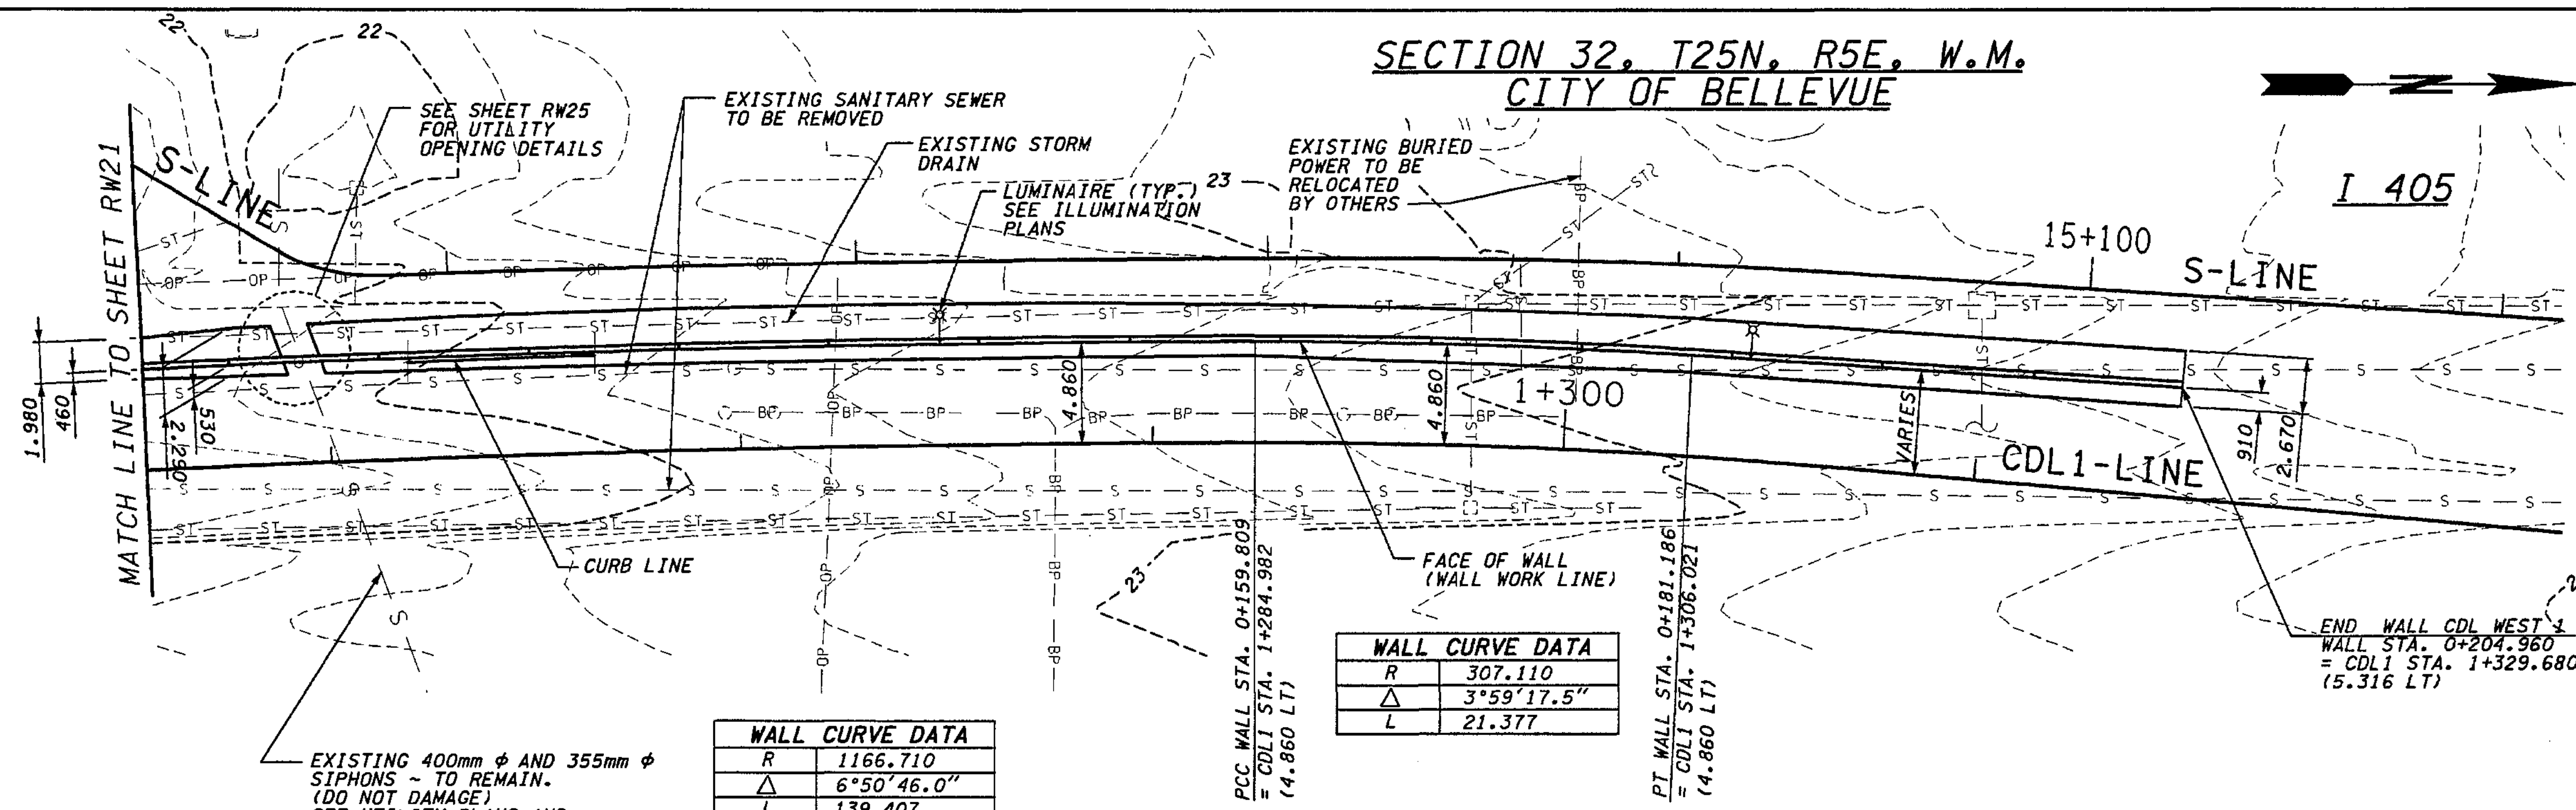 SECTION 32, T25N, R5E, W.M.
CITY OF BELLEVUE
22
22
SEE SHEET RW25
FOR UTILITY
OPENING DETAILS
EXISTING SANITARY SEWER
TO BE REMOVED
EXISTING STORM
DRAIN
LUMINAIRE (TYP.)
SEE ILLUMINATION
PLANS
23
EXISTING BURIED
POWER TO BE
RELOCATED
BY OTHERS
N
I 405
15+100
S-LINE
S-LINE
MATCH LINE TO SHEET RW21
1.980
460
530
2.290
4.860
4.860
1+300
VARIES
CDL1-LINE
910
2.670
CURB LINE
23
FACE OF WALL
(WALL WORK LINE)
PCC WALL STA. 0+159.809
= CDL1 STA. 1+284.982
(4.860 LT)
PT WALL STA. 0+181.186
= CDL1 STA. 1+306.021
(4.860 LT)
END WALL CDL WEST 1
WALL STA. 0+204.960
= CDL1 STA. 1+329.680
(5.316 LT)
WALL CURVE DATA
R 307.110
△ 3°59'17.5"
L 21.377
WALL CURVE DATA
R 1166.710
△ 6°50'46.0"
L 139.407
EXISTING 400mm φ AND 355mm φ
SIPHONS ~ TO REMAIN.
(DO NOT DAMAGE)